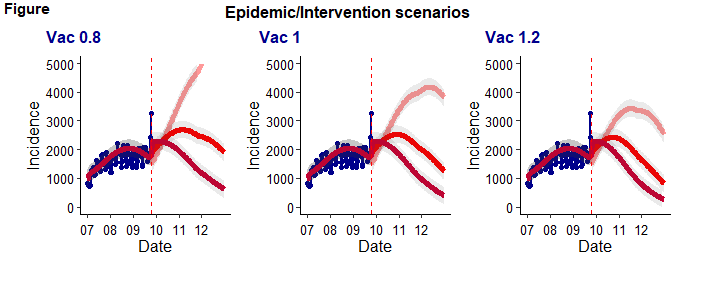 Figure
Epidemic/Intervention scenarios
Vac 0.8
Vac 1
Vac 1.2
Incidence
5000
4000
3000
2000
1000
0
07 08 09 10 11 12
Date
Incidence
5000
4000
3000
2000
1000
0
07 08 09 10 11 12
Date
Incidence
5000
4000
3000
2000
1000
0
07 08 09 10 11 12
Date